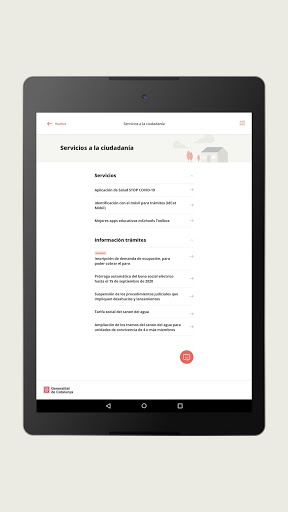 Servicios a la ciudadanía
Servicios a la ciudadanía
Servicios
Aplicación de Salud STOP COVID-19
Identificación con el móvil para trámites (IdCat
Mòbil)
Mejores apps educativas mSchools Toolbox
Información trámites
Inscripción de demanda de ocupación, para
poder cobrar el paro
Prórroga automática del bono social eléctrico
hasta el 15 de septiembre de 2020
Suspensión de los procedimientos judiciales que
impliquen desahucios y lanzamientos
Tarifa social del canon del agua
Ampliación de los tramos del canon del agua para
unidades de convivencia de 4 o más miembros
Generalitat
de Catalunya